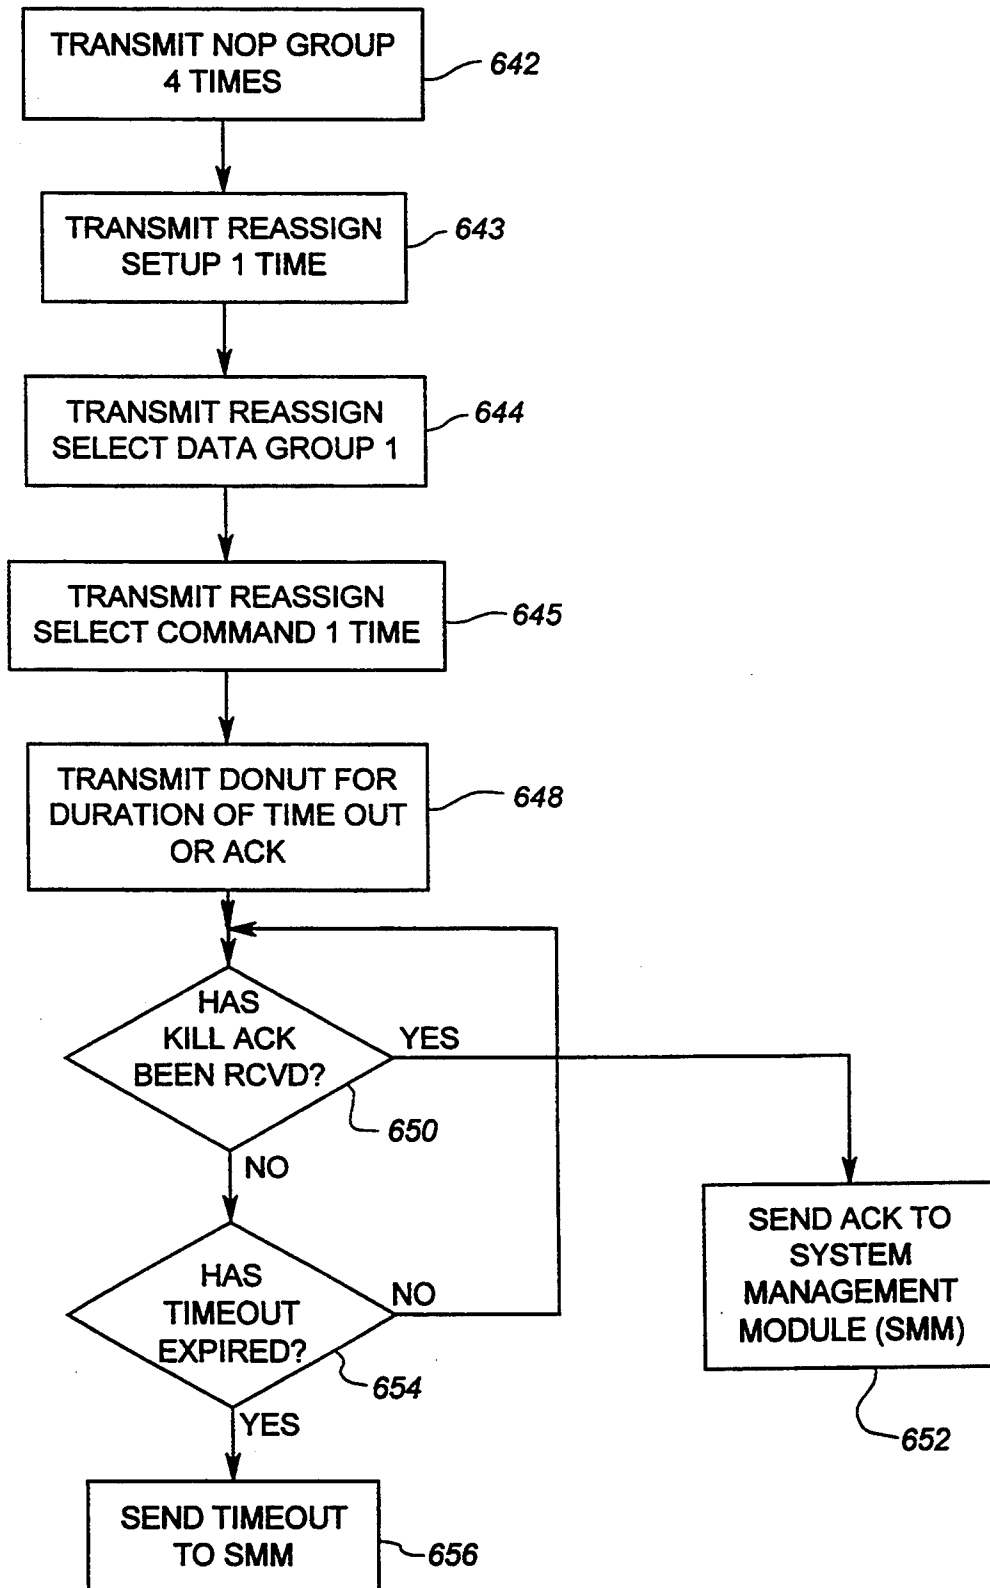 TRANSMIT NOP GROUP
4 TIMES
642
TRANSMIT REASSIGN
SETUP 1 TIME
643
TRANSMIT REASSIGN
SELECT DATA GROUP 1
644
TRANSMIT REASSIGN
SELECT COMMAND 1 TIME
645
TRANSMIT DONUT FOR
DURATION OF TIME OUT
OR ACK
648
HAS
KILL ACK
BEEN RCVD?
YES
650
NO
SEND ACK TO
SYSTEM
MANAGEMENT
MODULE (SMM)
652
HAS
TIMEOUT
EXPIRED?
NO
654
YES
SEND TIMEOUT
TO SMM
656